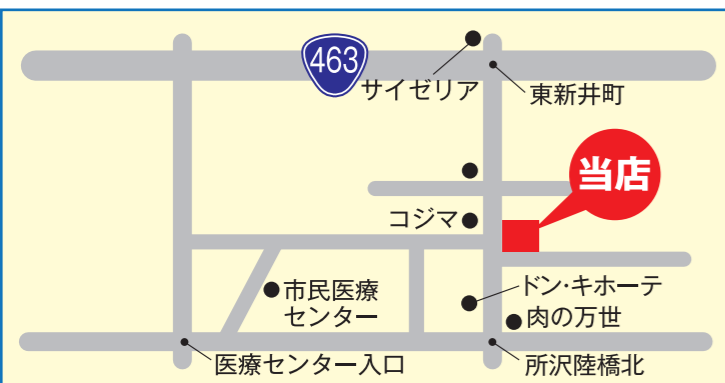 463
サイゼリア
東新井町
当店
コジマ
ドン・キホーテ
市民医療
センター
肉の万世
医療センター入口
所沢陸橋北